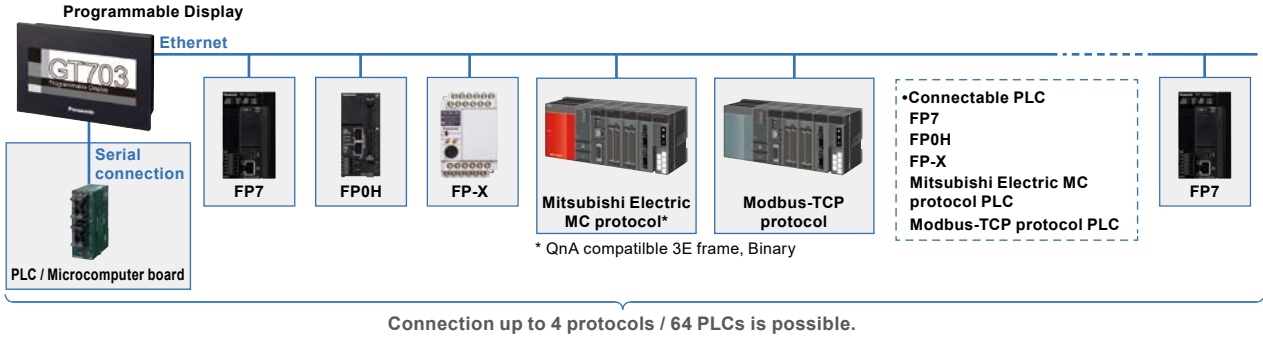 Programmable Display
Ethernet
GT703
Programmable Display
Panasonic
Serial
connection
PLC / Microcomputer board
FP7
FP0H
FP-X
Mitsubishi Electric
MC protocol*
* QnA compatilble 3E frame, Binary
Modbus-TCP
protocol
•Connectable PLC
FP7
FP0H
FP-X
Mitsubishi Electric MC
protocol PLC
Modbus-TCP protocol PLC
FP7
Connection up to 4 protocols / 64 PLCs is possible.